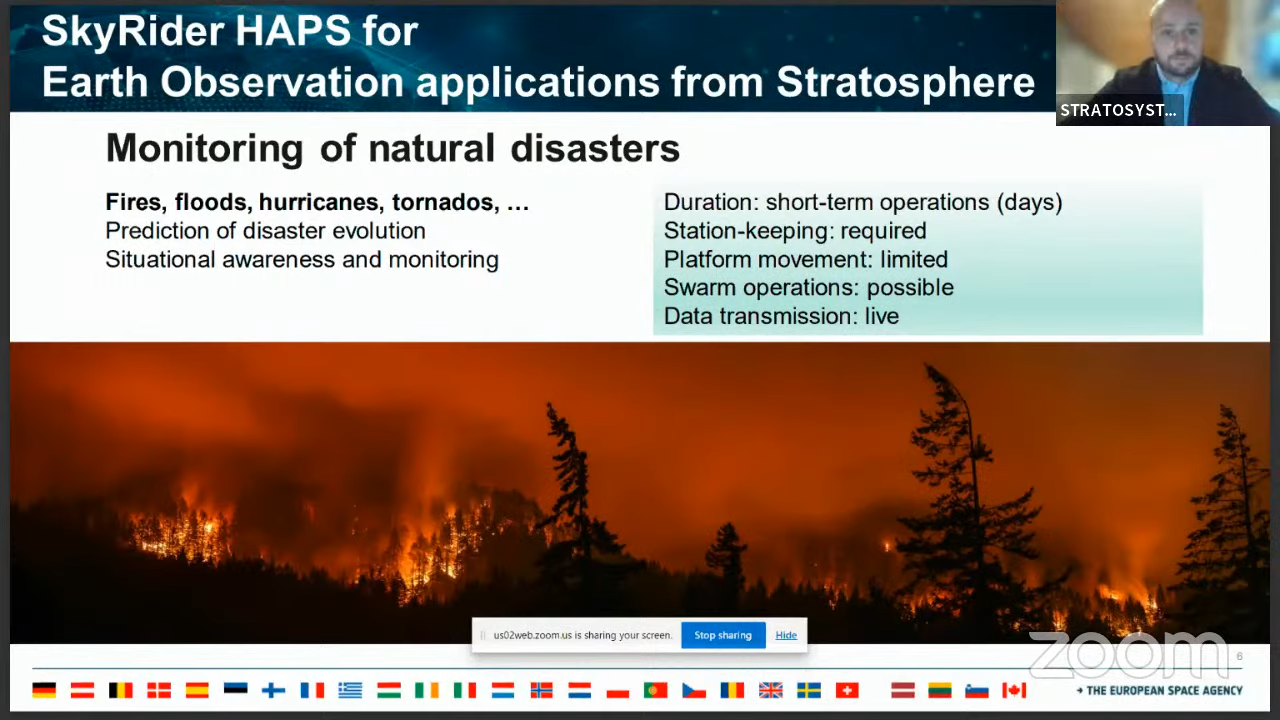 SkyRider HAPS for
Earth Observation applications from Stratosphere
STRATOSYST...
Monitoring of natural disasters
Fires, floods, hurricanes, tornados, …
Prediction of disaster evolution
Situational awareness and monitoring
Duration: short-term operations (days)
Station-keeping: required
Platform movement: limited
Swarm operations: possible
Data transmission: live
us02web.zoom.us is sharing your screen.
Stop sharing
Hide
zoom
6
→ THE EUROPEAN SPACE AGENCY